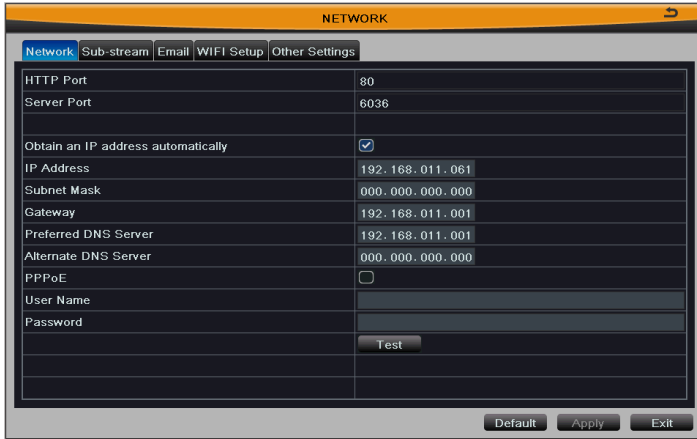 NETWORK
Network Sub-stream Email WIFI Setup Other Settings
HTTP Port 80
Server Port 6036
Obtain an IP address automatically
IP Address 192.168.011.061
Subnet Mask 000.000.000.000
Gateway 192.168.011.001
Preferred DNS Server 192.168.011.001
Alternate DNS Server 000.000.000.000
PPPoE
User Name
Password
Test
Default Apply Exit